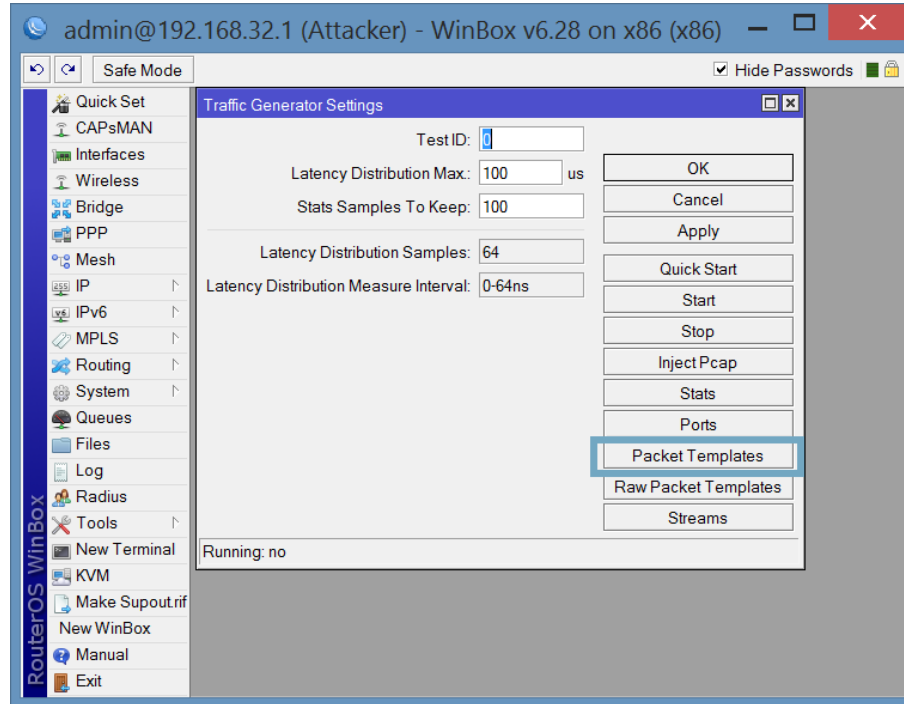 admin@192.168.32.1 (Attacker) - WinBox v6.28 on x86 (x86)
Safe Mode
Hide Passwords
Quick Set
CAPsMAN
Interfaces
Wireless
Bridge
PPP
Mesh
IP
IPv6
MPLS
Routing
System
Queues
Files
Log
Radius
Tools
New Terminal
KVM
Make Supout.rif
New WinBox
Manual
Exit
RouterOS WinBox
Traffic Generator Settings
Test ID: 0
Latency Distribution Max.: 100 us
Stats Samples To Keep: 100
Latency Distribution Samples: 64
Latency Distribution Measure Interval: 0-64ns
OK
Cancel
Apply
Quick Start
Start
Stop
Inject Pcap
Stats
Ports
Packet Templates
Raw Packet Templates
Streams
Running: no